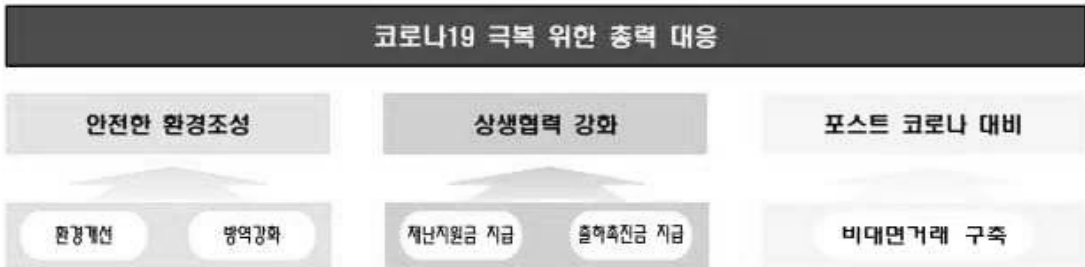 코로나19 극복 위한 총력 대응
안전한 환경조성 상생협력 강화 포스트 코로나 대비
환경개선 방역강화 재난지원금 지급 출하촉진금 지급 비대면거래 구축